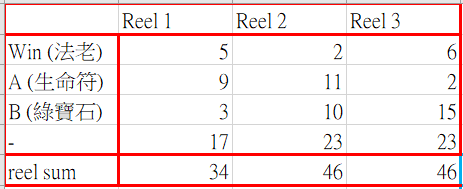 Reel 1 Reel 2 Reel 3
Win (法老) 5 2 6
A (生命符) 9 11 2
B (綠寶石) 3 10 15
- 17 23 23
reel sum 34 46 46